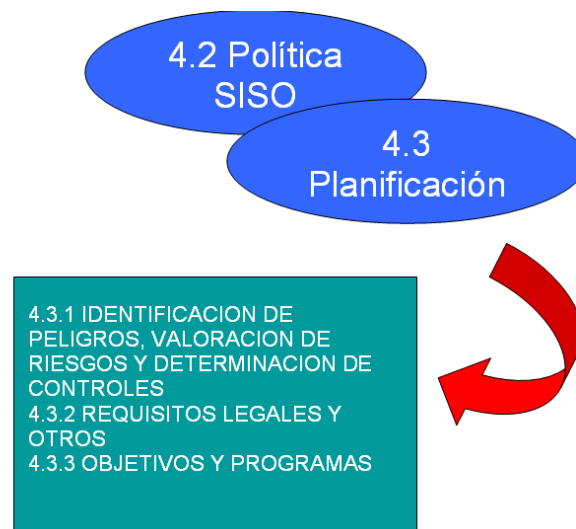 4.2 Política
SISO
4.3
Planificación
4.3.1 IDENTIFICACION DE
PELIGROS, VALORACION DE
RIESGOS Y DETERMINACION DE
CONTROLES
4.3.2 REQUISITOS LEGALES Y
OTROS
4.3.3 OBJETIVOS Y PROGRAMAS